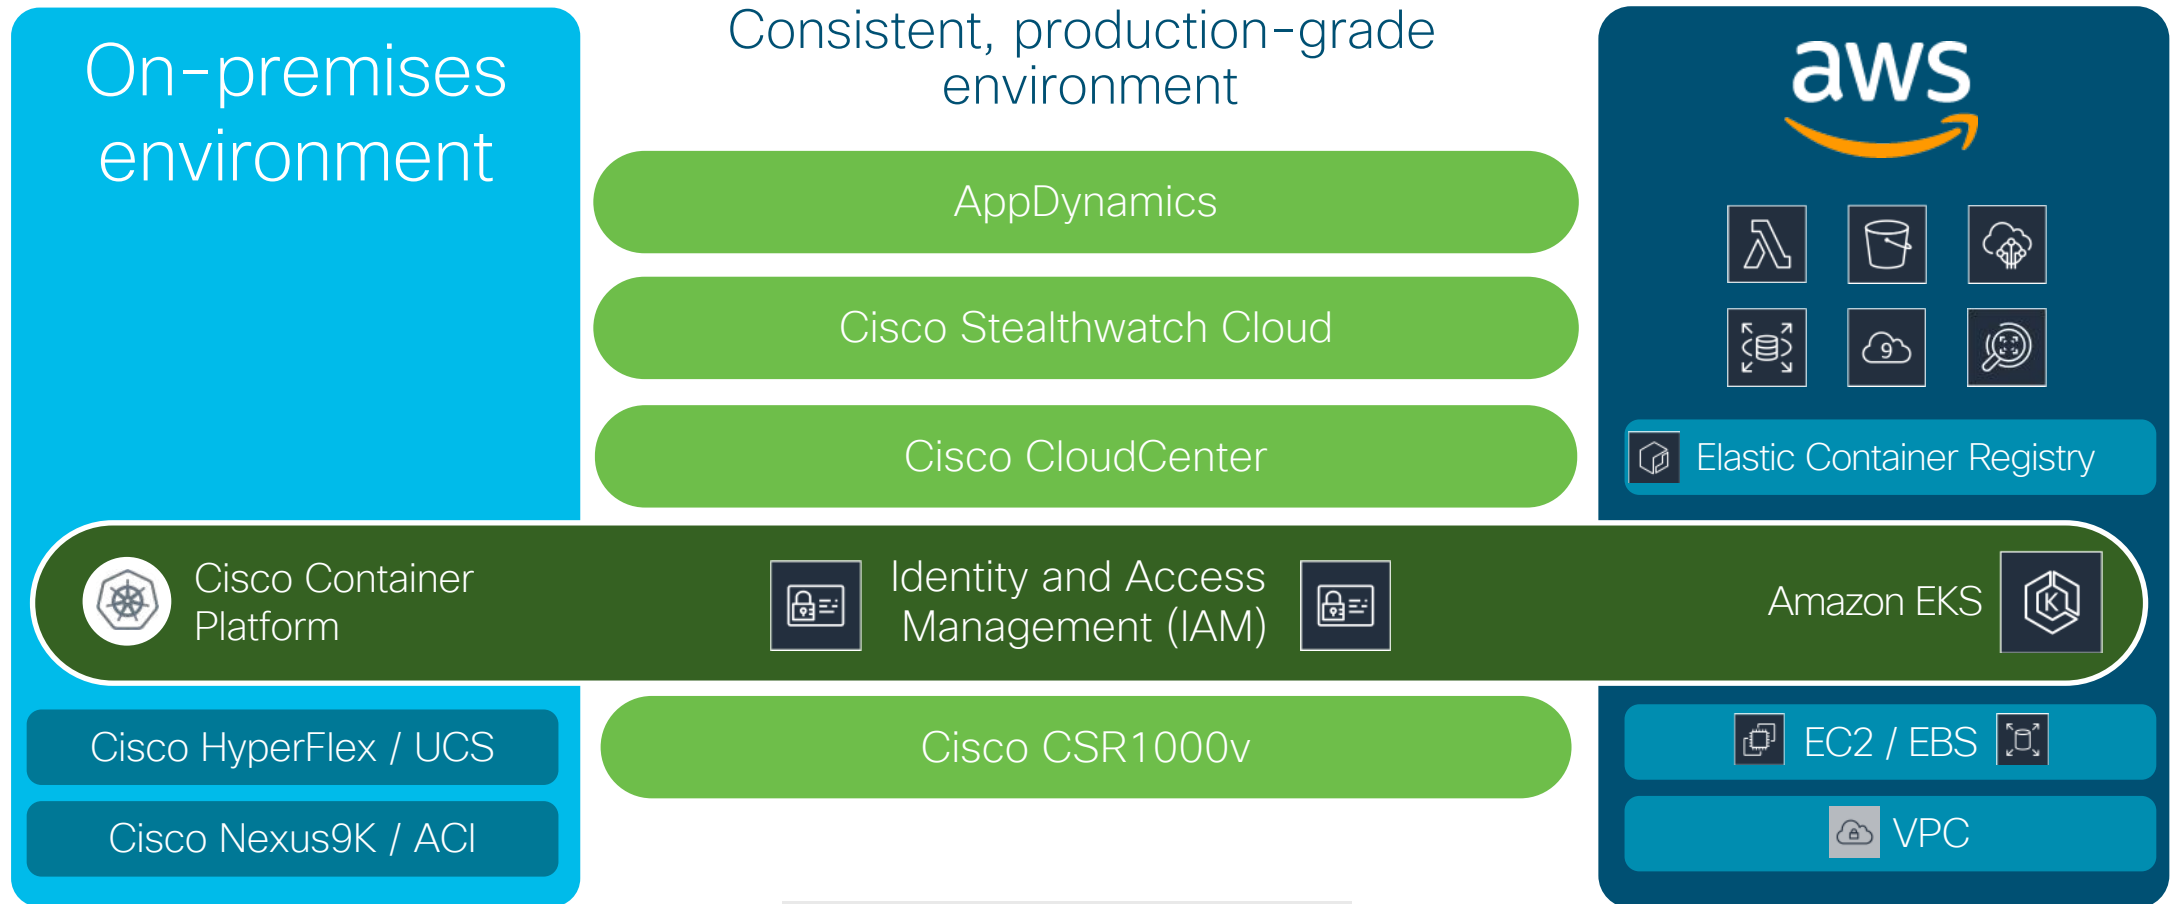 On-premises
environment
Consistent, production-grade
environment
aws
AppDynamics
Cisco Stealthwatch Cloud
Cisco CloudCenter
9
Elastic Container Registry
Cisco Container
Platform
Identity and Access
Management (IAM)
Amazon EKS
K
Cisco HyperFlex / UCS
Cisco Nexus9K / ACI
Cisco CSR1000v
EC2 / EBS
VPC